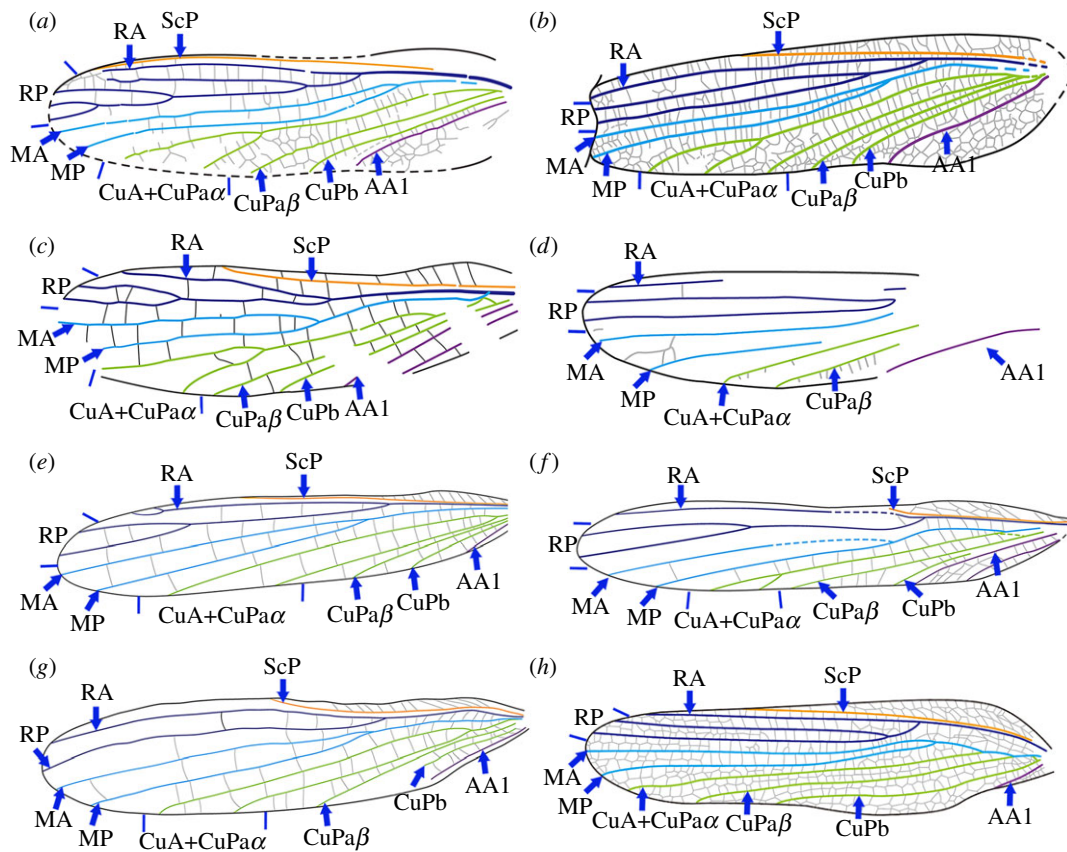 (a)
ScP
RA
RP
MA
MP
CuA+CuPaα
CuPaβ
CuPb
AA1
(b)
ScP
RA
RP
MA
MP
CuA+CuPaα
CuPaβ
CuPb
AA1
(c)
RA
ScP
RP
MA
MP
CuA+CuPaα
CuPaβ
CuPb
AA1
(d)
RA
RP
MA
MP
CuA+CuPaα
CuPaβ
AA1
(e)
ScP
RA
RP
MA
MP
CuA+CuPaα
CuPaβ
CuPb
AA1
(f)
RA
ScP
RP
MA
MP
CuA+CuPaα
CuPaβ
CuPb
AA1
(g)
ScP
RA
RP
MA
MP
CuA+CuPaα
CuPaβ
CuPb
AA1
(h)
RA
ScP
RP
MA
MP
CuA+CuPaα
CuPaβ
CuPb
AA1